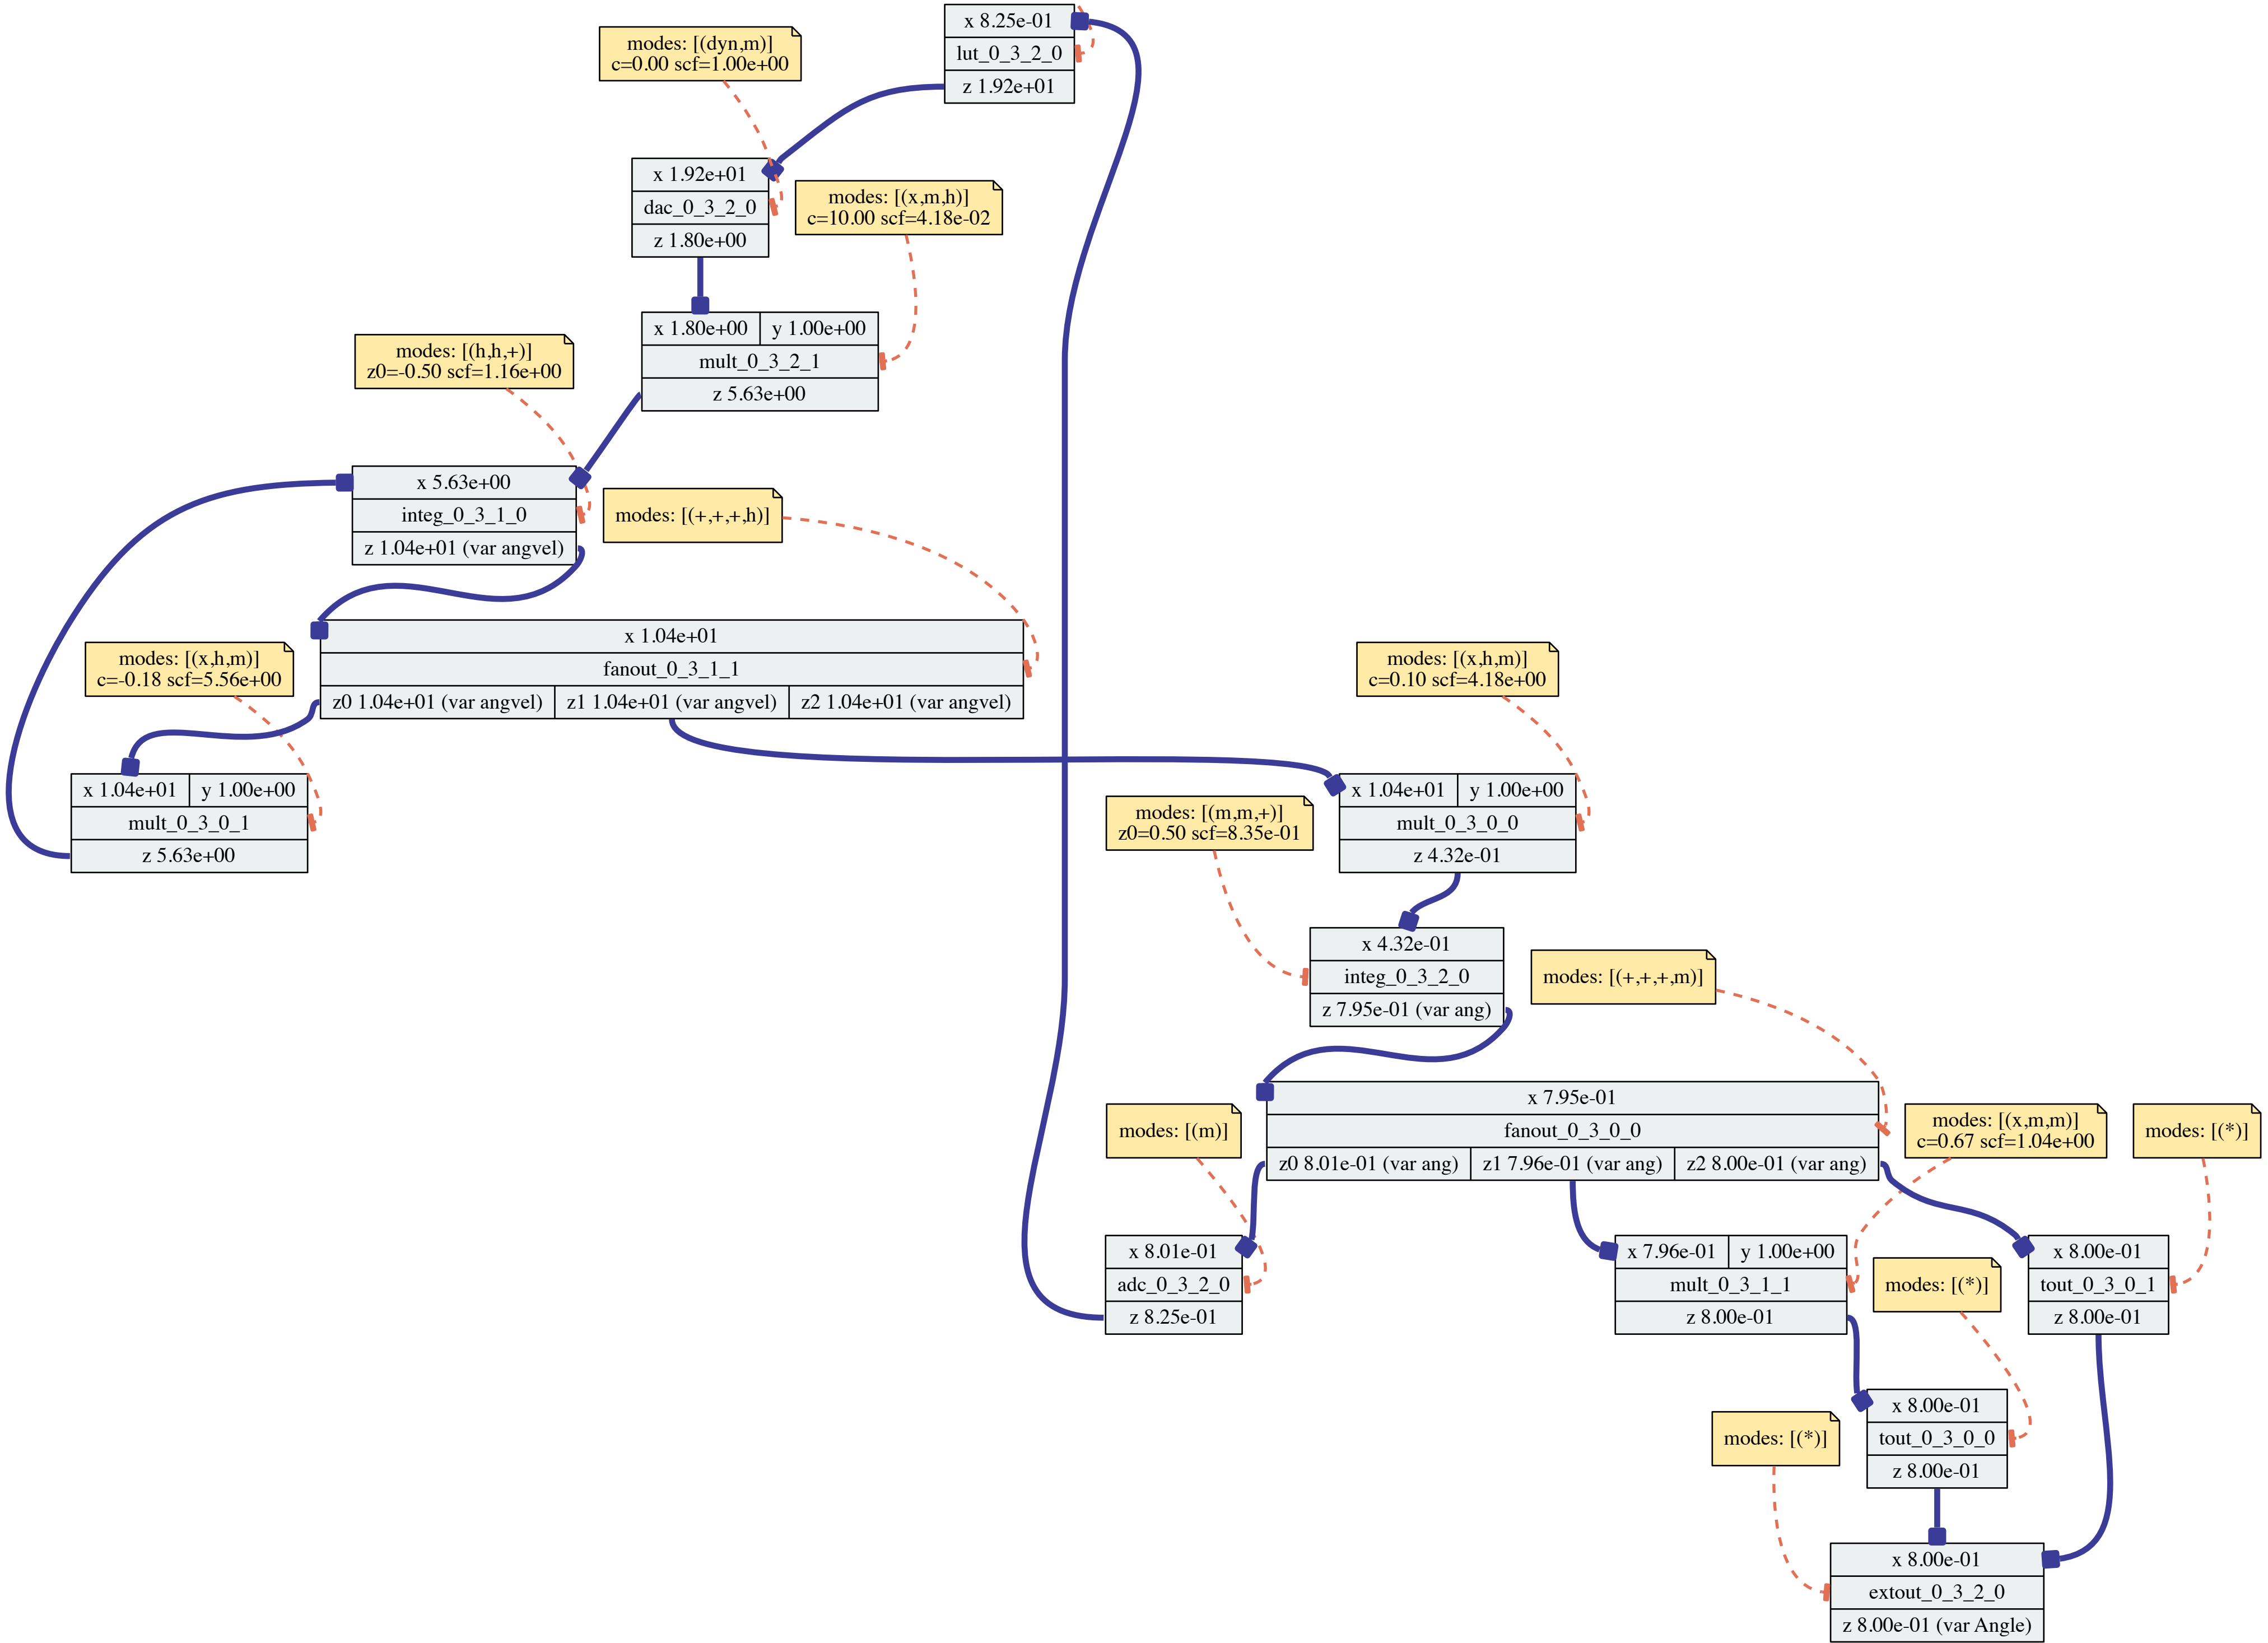 x 8.25e-01
lut_0_3_2_0
z 1.92e+01
modes: [(dyn,m)]
c=0.00 scf=1.00e+00
x 1.92e+01
dac_0_3_2_0
z 1.80e+00
modes: [(x,m,h)]
c=10.00 scf=4.18e-02
x 1.80e+00 y 1.00e+00
mult_0_3_2_1
z 5.63e+00
modes: [(h,h,+)]
z0=-0.50 scf=1.16e+00
x 5.63e+00
integ_0_3_1_0
z 1.04e+01 (var angvel)
modes: [(+,+,+,h)]
x 1.04e+01
fanout_0_3_1_1
z0 1.04e+01 (var angvel) z1 1.04e+01 (var angvel) z2 1.04e+01 (var angvel)
modes: [(x,h,m)]
c=-0.18 scf=5.56e+00
x 1.04e+01 y 1.00e+00
mult_0_3_0_1
z 5.63e+00
modes: [(x,h,m)]
c=0.10 scf=4.18e+00
x 1.04e+01 y 1.00e+00
mult_0_3_0_0
z 4.32e-01
modes: [(m,m,+)]
z0=0.50 scf=8.35e-01
x 4.32e-01
integ_0_3_2_0
z 7.95e-01 (var ang)
modes: [(+,+,+,m)]
x 7.95e-01
fanout_0_3_0_0
z0 8.01e-01 (var ang) z1 7.96e-01 (var ang) z2 8.00e-01 (var ang)
modes: [(m)]
x 8.01e-01
adc_0_3_2_0
z 8.25e-01
modes: [(x,m,m)]
c=0.67 scf=1.04e+00
x 7.96e-01 y 1.00e+00
mult_0_3_1_1
z 8.00e-01
modes: [(*)]
x 8.00e-01
tout_0_3_0_1
z 8.00e-01
modes: [(*)]
x 8.00e-01
tout_0_3_0_0
z 8.00e-01
modes: [(*)]
x 8.00e-01
extout_0_3_2_0
z 8.00e-01 (var Angle)